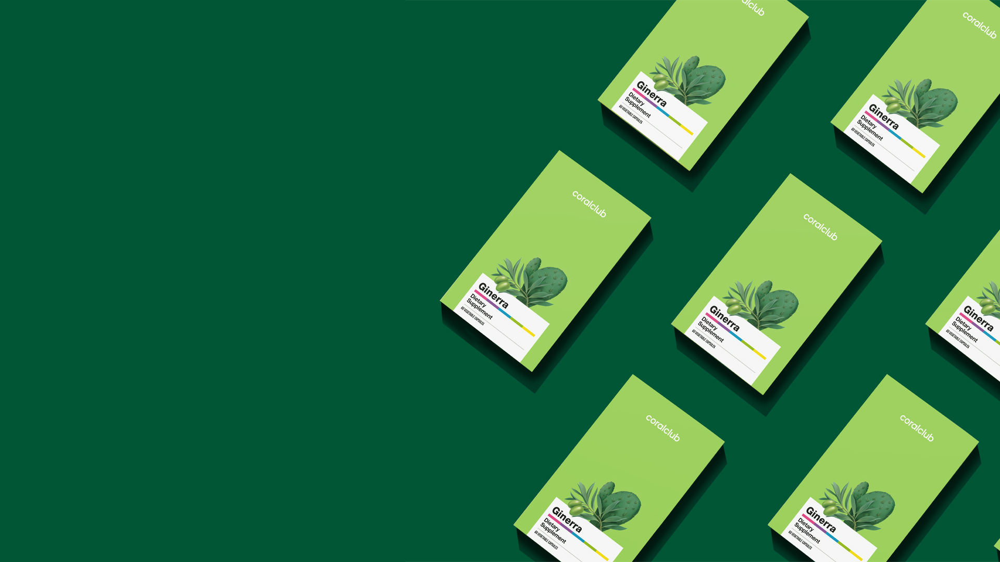 alclub
Ginerra
Dietary
Supplement
60 VEGETABLE CAPSULES
coralclub
Ginerra
Dietary
Supplement
60 VEGETABLE CAPSULES
coralclub
Ginerra
Dietary
Supplement
60 VEGETABLE CAPSULES
coralclub
Ginerra
Dietary
Supplement
60 VEGETABLE CAPSULES
Ginerra
Dietary
Supplement
60 VEGETABLE CAPSULES
coralclub
Ginerra
Dietary
Supplement
60 VEGETABLE CAPSULES
coralclub
Ginerra
Dietary
Supplement
60 VEGETABLE CAPSULES